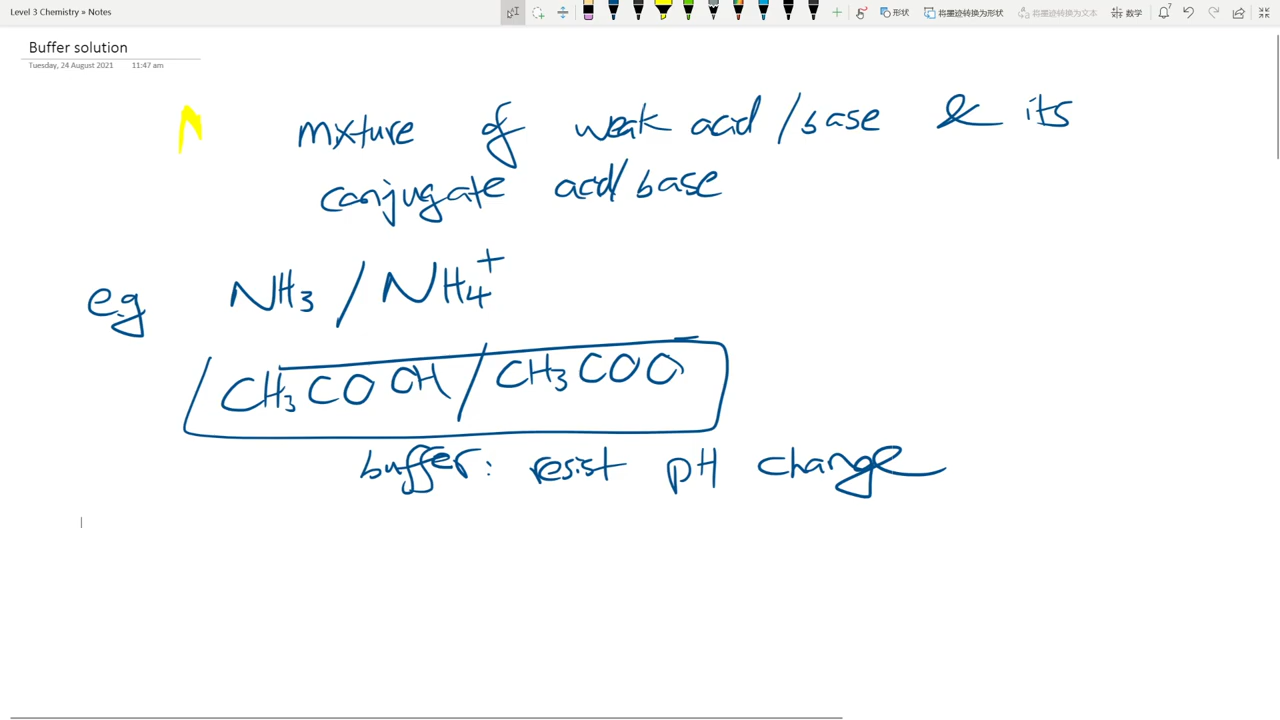 Level 3 Chemistry » Notes
形状
将墨迹转换为形状
将墨迹转换为文本
数学
7
Buffer solution
Tuesday, 24 August 2021 11:47 am
mxture of weak acid/base & its
conjugate acid/base
e.g NH3 / NH4+
CH3COOH / CH3COO-
buffer: resist pH change